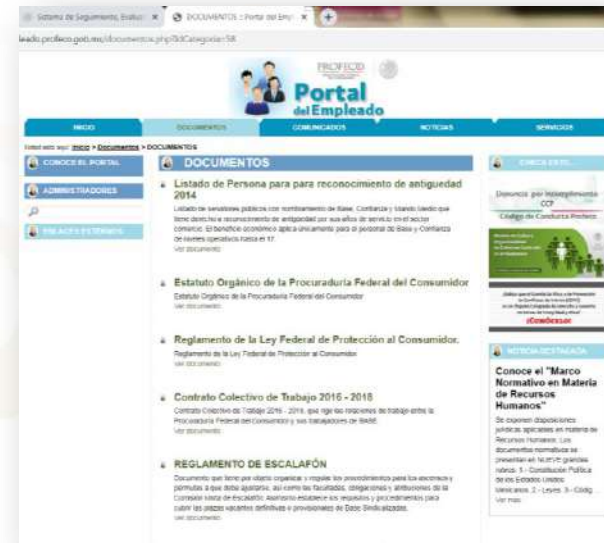 Sistema de Seguimiento, Evaluac
DOCUMENTOS :: Portal del Empl
leado.profeco.gob.mx/documentos.php?IdCategoria=58
PROFECO
Portal
del Empleado
INICIO
DOCUMENTOS
COMUNICADOS
NOTICIAS
SERVICIOS
Usted está aquí: Inicio > Documentos > DOCUMENTOS
CONOCE EL PORTAL
ADMINISTRADORES
ENLACES EXTERNOS
DOCUMENTOS
Listado de Persona para para reconocimiento de antiguedad
2014
Listado de servidores públicos con nombramiento de Base, Confianza y Mando Medio que
tiene derecho a reconocimiento de antigüedad por sus años de servicio en el sector
comercio. El beneficio económico aplica únicamente para el personal de Base y Confianza
de niveles operativos hasta el 17.
Ver documento
Estatuto Orgánico de la Procuraduría Federal del Consumidor
Estatuto Orgánico de la Procuraduría Federal del Consumidor
Ver documento
Reglamento de la Ley Federal de Protección al Consumidor.
Reglamento de la Ley Federal de Protección al Consumidor.
Ver documento
Contrato Colectivo de Trabajo 2016 - 2018
Contrato Colectivo de Trabajo 2016 - 2018, que rige las relaciones de trabajo entre la
Procuraduría Federal del Consumidor y sus trabajadores de BASE.
Ver documento
REGLAMENTO DE ESCALAFÓN
Documento que tiene por objeto organizar y regular los procedimientos para los ascensos y
permutas a que debe ajustarse, así como las facultades, obligaciones y atribuciones de la
Comisión Mixta de Escalafón. Asimismo establece los requisitos y procedimientos para
cubrir las plazas vacantes definitivas o provisionales de Base Sindicalizadas.
Ver documento
CHECA ESTO...
Denuncia por Incumplimiento
CCP
Código de Conducta Profeco
¡CONÓCELO!
NOTICIA DESTACADA
Conoce el "Marco
Normativo en Materia
de Recursos
Humanos"
Se exponen disposiciones
jurídicas aplicables en materia de
Recursos Humanos. Los
documentos normativos se
presentan en NUEVE grandes
rubros: 1.- Constitución Política
de los Estados Unidos
Mexicanos. 2.- Leyes. 3.- Códig...
Ver más